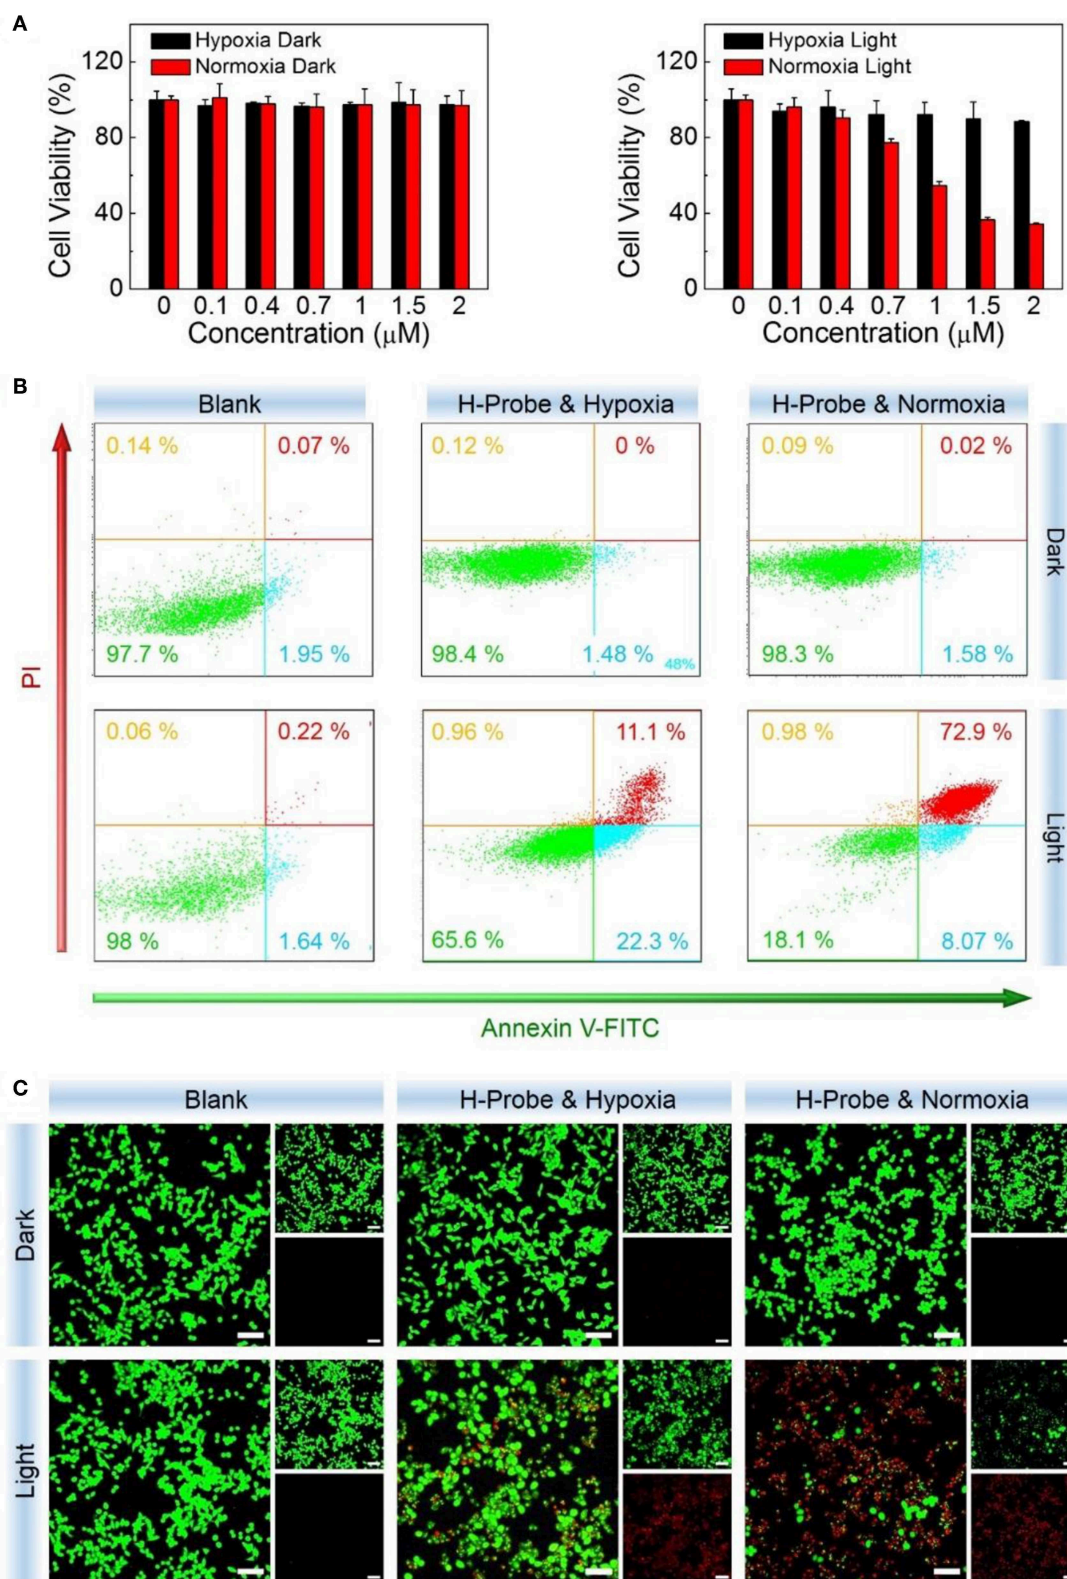 A
Hypoxia Dark
Normoxia Dark
120
80
40
0
Cell Viability (%)
0 0.1 0.4 0.7 1 1.5 2
Concentration (μM)
Hypoxia Light
Normoxia Light
120
80
40
0
Cell Viability (%)
0 0.1 0.4 0.7 1 1.5 2
Concentration (μM)
B
Blank
H-Probe & Hypoxia
H-Probe & Normoxia
0.14 % 0.07 %
97.7 % 1.95 %
0.12 % 0 %
98.4 % 1.48 % 48%
0.09 % 0.02 %
98.3 % 1.58 %
Dark
0.06 % 0.22 %
98 % 1.64 %
0.96 % 11.1 %
65.6 % 22.3 %
0.98 % 72.9 %
18.1 % 8.07 %
Light
PI
Annexin V-FITC
C
Blank
H-Probe & Hypoxia
H-Probe & Normoxia
Dark
Light